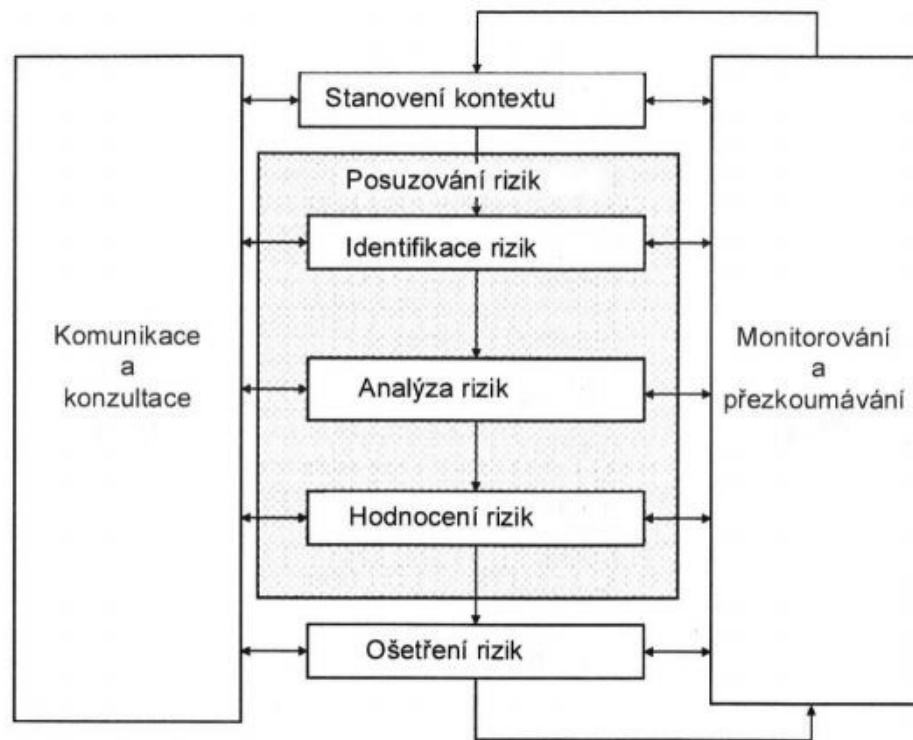 Stanovení kontextu
Posuzování rizik
Identifikace rizik
Komunikace
a
konzultace
Analýza rizik
Monitorování
a
přezkoumávání
Hodnocení rizik
Ošetření rizik